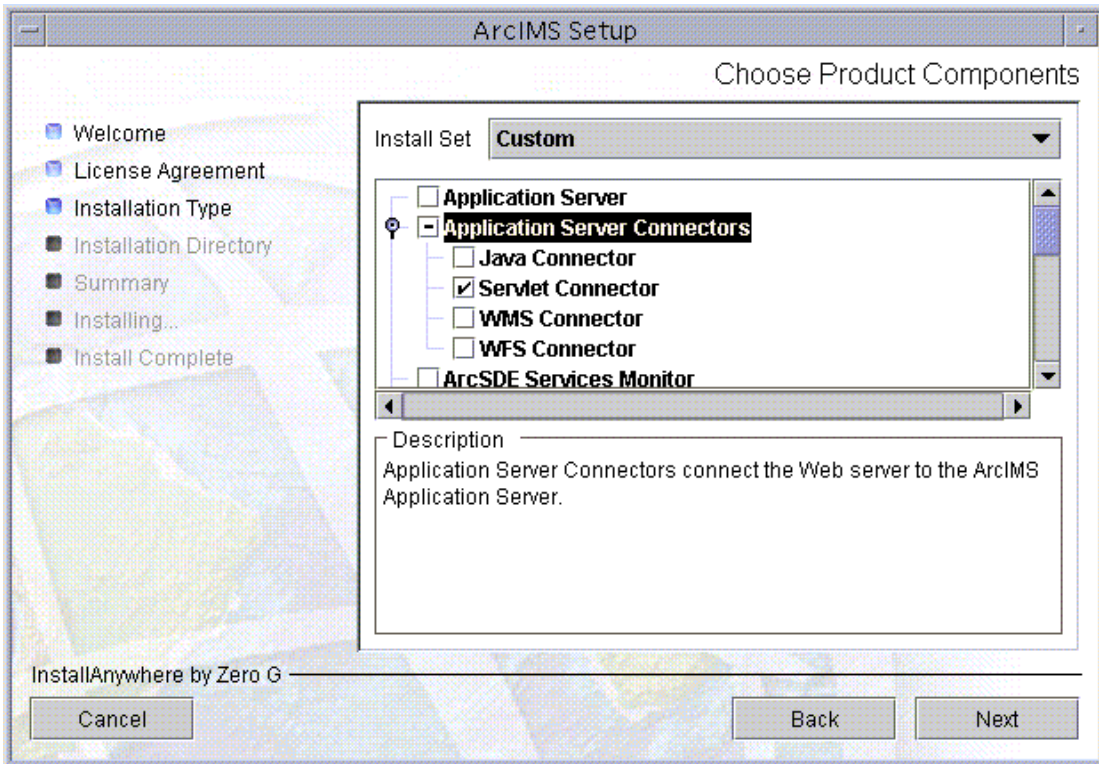 ArcIMS Setup
Choose Product Components
Welcome
License Agreement
Installation Type
Installation Directory
Summary
Installing...
Install Complete
Install Set Custom
Application Server
Application Server Connectors
Java Connector
Servlet Connector
WMS Connector
WFS Connector
ArcSDE Services Monitor
Description
Application Server Connectors connect the Web server to the ArcIMS
Application Server.
InstallAnywhere by Zero G
Cancel
Back
Next